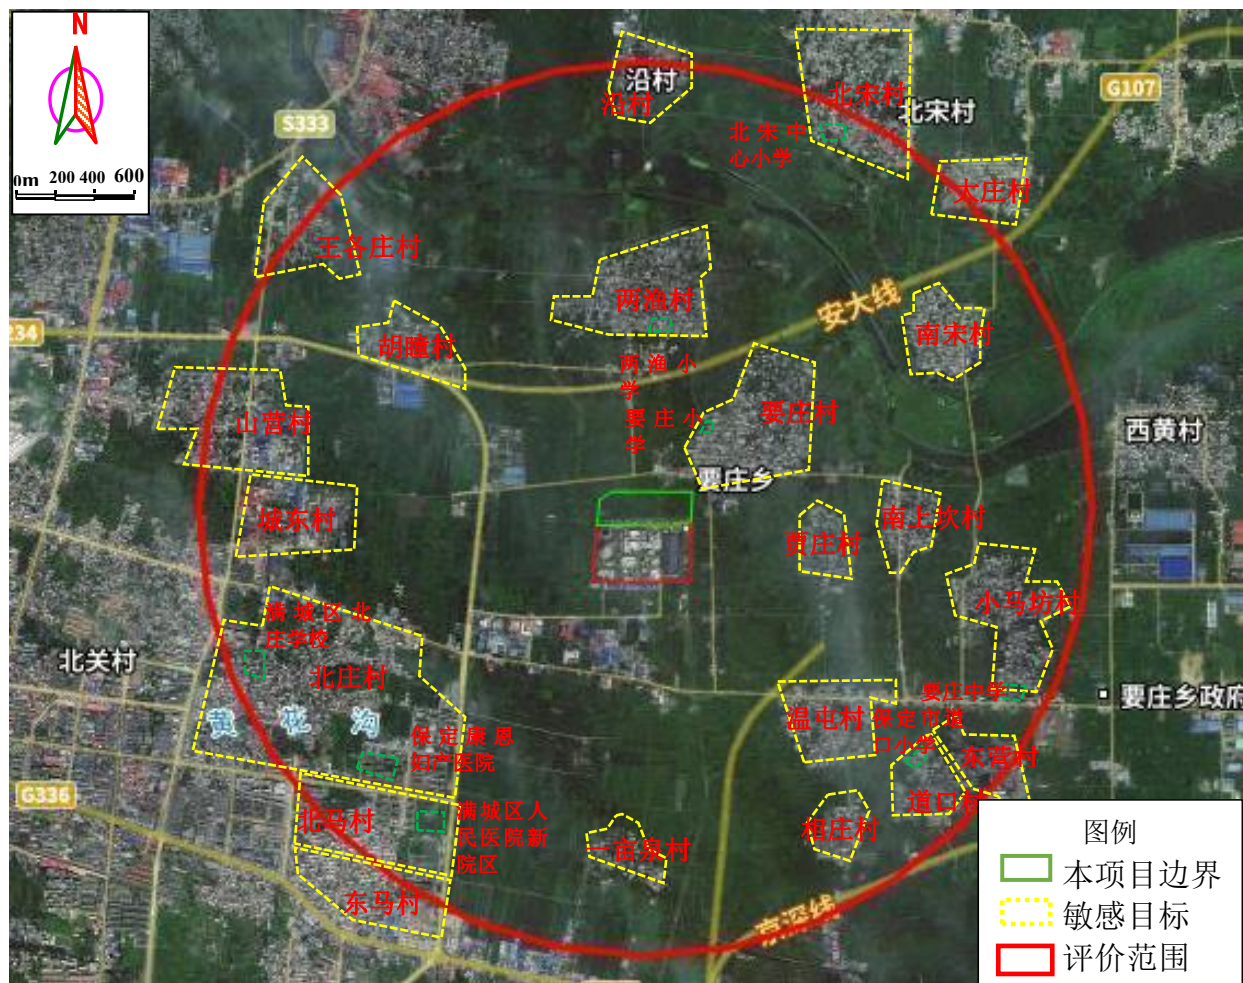 N
0m 200 400 600
S333
沿村
沿村
北宋村
北宋村
G107
北宋中
心小学
大庄村
王各庄村
两渔村
安大线
南宋村
234
胡疃村
两渔小
学
要庄小
学
要庄村
山营村
西黄村
要庄乡
城东村
贾庄村
南上坎村
小马坊村
满城区北
庄学校
北关村
北庄村
要庄中学
要庄乡政府
黄花沟
温屯村
保定市道
口小学
保定康恩
妇产医院
东营村
G336
北马村
满城区人
民医院新
院区
道口村
相庄村
一亩泉村
东马村
京深线
图例
本项目边界
敏感目标
评价范围